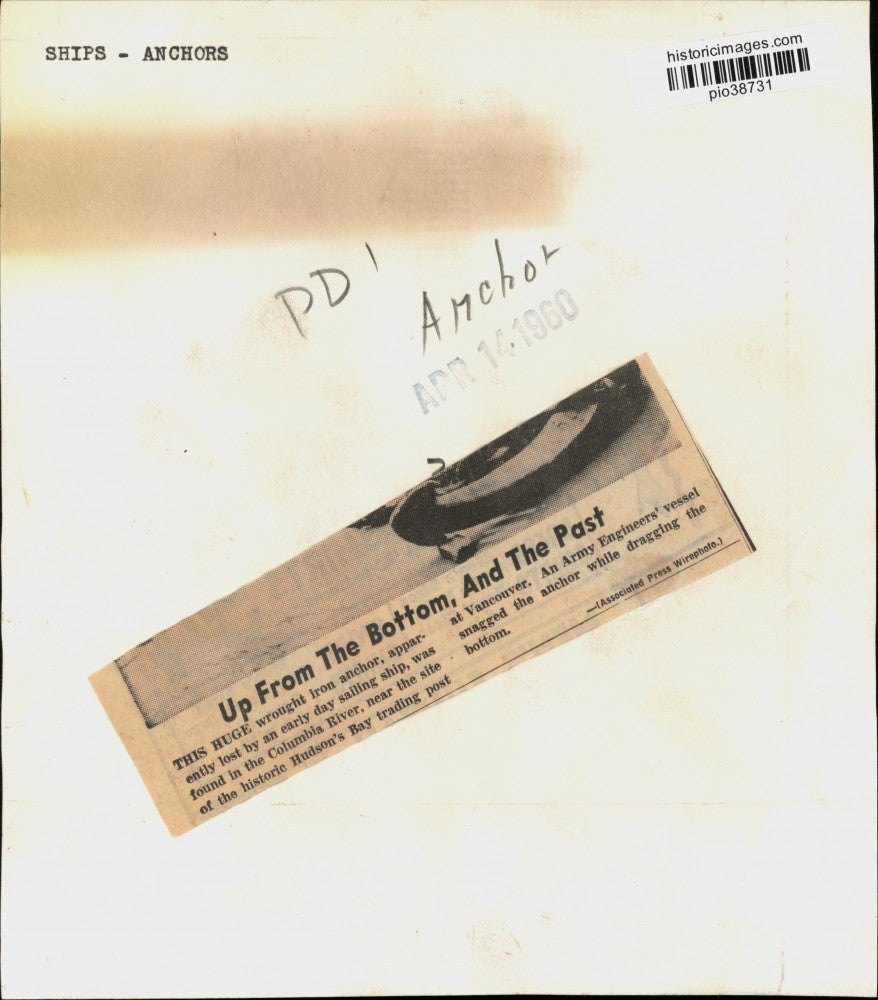 SHIPS - ANCHORS
historicimages.com
pio38731
PD
Anchor
APR 14 1960
Up From The Bottom, And The Past
THIS HUGE wrought iron anchor, appar-
ently lost by an early day sailing ship, was
found in the Columbia River, near the site
of the historic Hudson's Bay trading post
at Vancouver. An Army Engineers' vessel
snagged the anchor while dragging the
bottom.
—(Associated Press Wirephoto.)